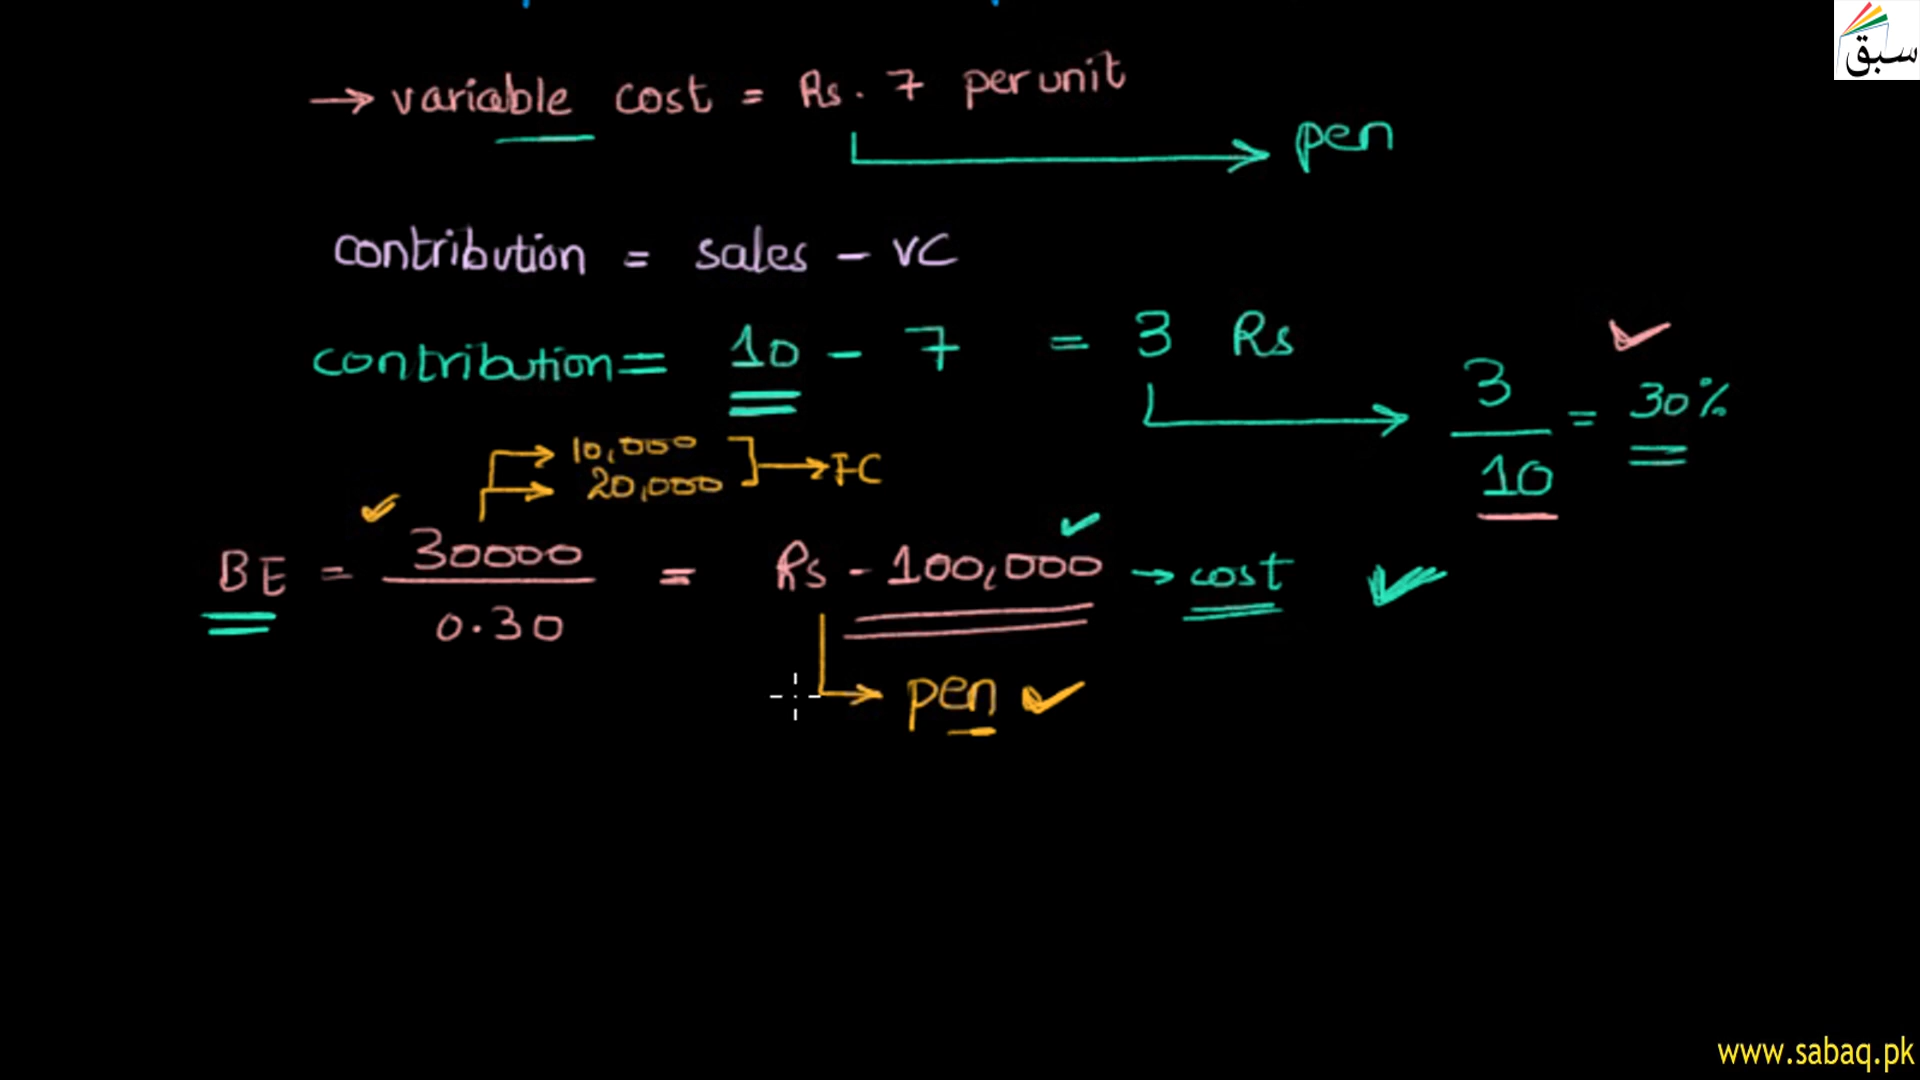 سبق
→ variable cost = Rs. 7 per unit
pen
contribution = sales - VC
contribution = 10 - 7 = 3 Rs
3
10
= 30%
10,000
20,000
→ FC
BE = 30000
0.30
= Rs - 100,000 → cost
pen
www.sabaq.pk